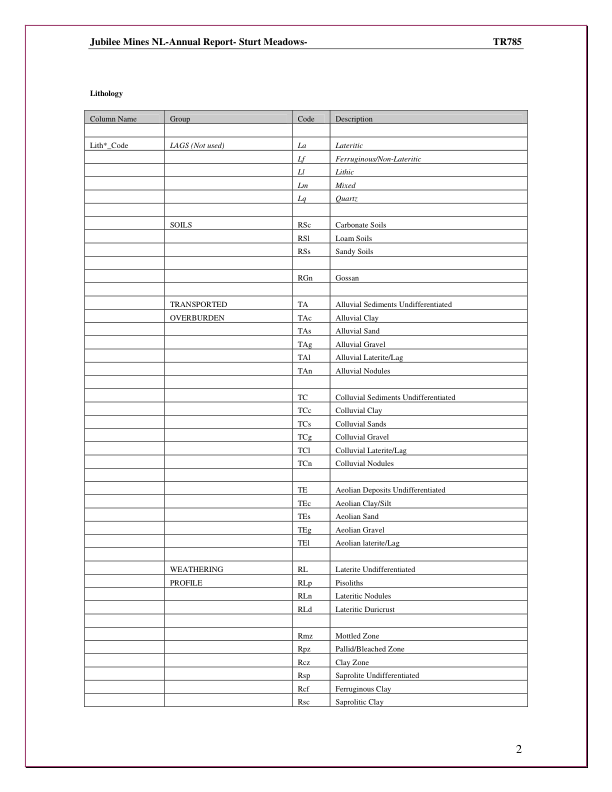 Jubilee Mines NL-Annual Report- Sturt Meadows- TR785
Lithology
Column Name Group Code Description
Lith*_Code LAGS (Not used) La Lateritic
Lf Ferruginous/Non-Lateritic
Ll Lithic
Lm Mixed
Lq Quartz
SOILS RSc Carbonate Soils
RSl Loam Soils
RSs Sandy Soils
RGn Gossan
TRANSPORTED TA Alluvial Sediments Undifferentiated
OVERBURDEN TAc Alluvial Clay
TAs Alluvial Sand
TAg Alluvial Gravel
TAl Alluvial Laterite/Lag
TAn Alluvial Nodules
TC Colluvial Sediments Undifferentiated
TCc Colluvial Clay
TCs Colluvial Sands
TCg Colluvial Gravel
TCl Colluvial Laterite/Lag
TCn Colluvial Nodules
TE Aeolian Deposits Undifferentiated
TEc Aeolian Clay/Silt
TEs Aeolian Sand
TEg Aeolian Gravel
TEl Aeolian laterite/Lag
WEATHERING RL Laterite Undifferentiated
PROFILE RLp Pisoliths
RLn Lateritic Nodules
RLd Lateritic Duricrust
Rmz Mottled Zone
Rpz Pallid/Bleached Zone
Rcz Clay Zone
Rsp Saprolite Undifferentiated
Rcf Ferruginous Clay
Rsc Saprolitic Clay
2